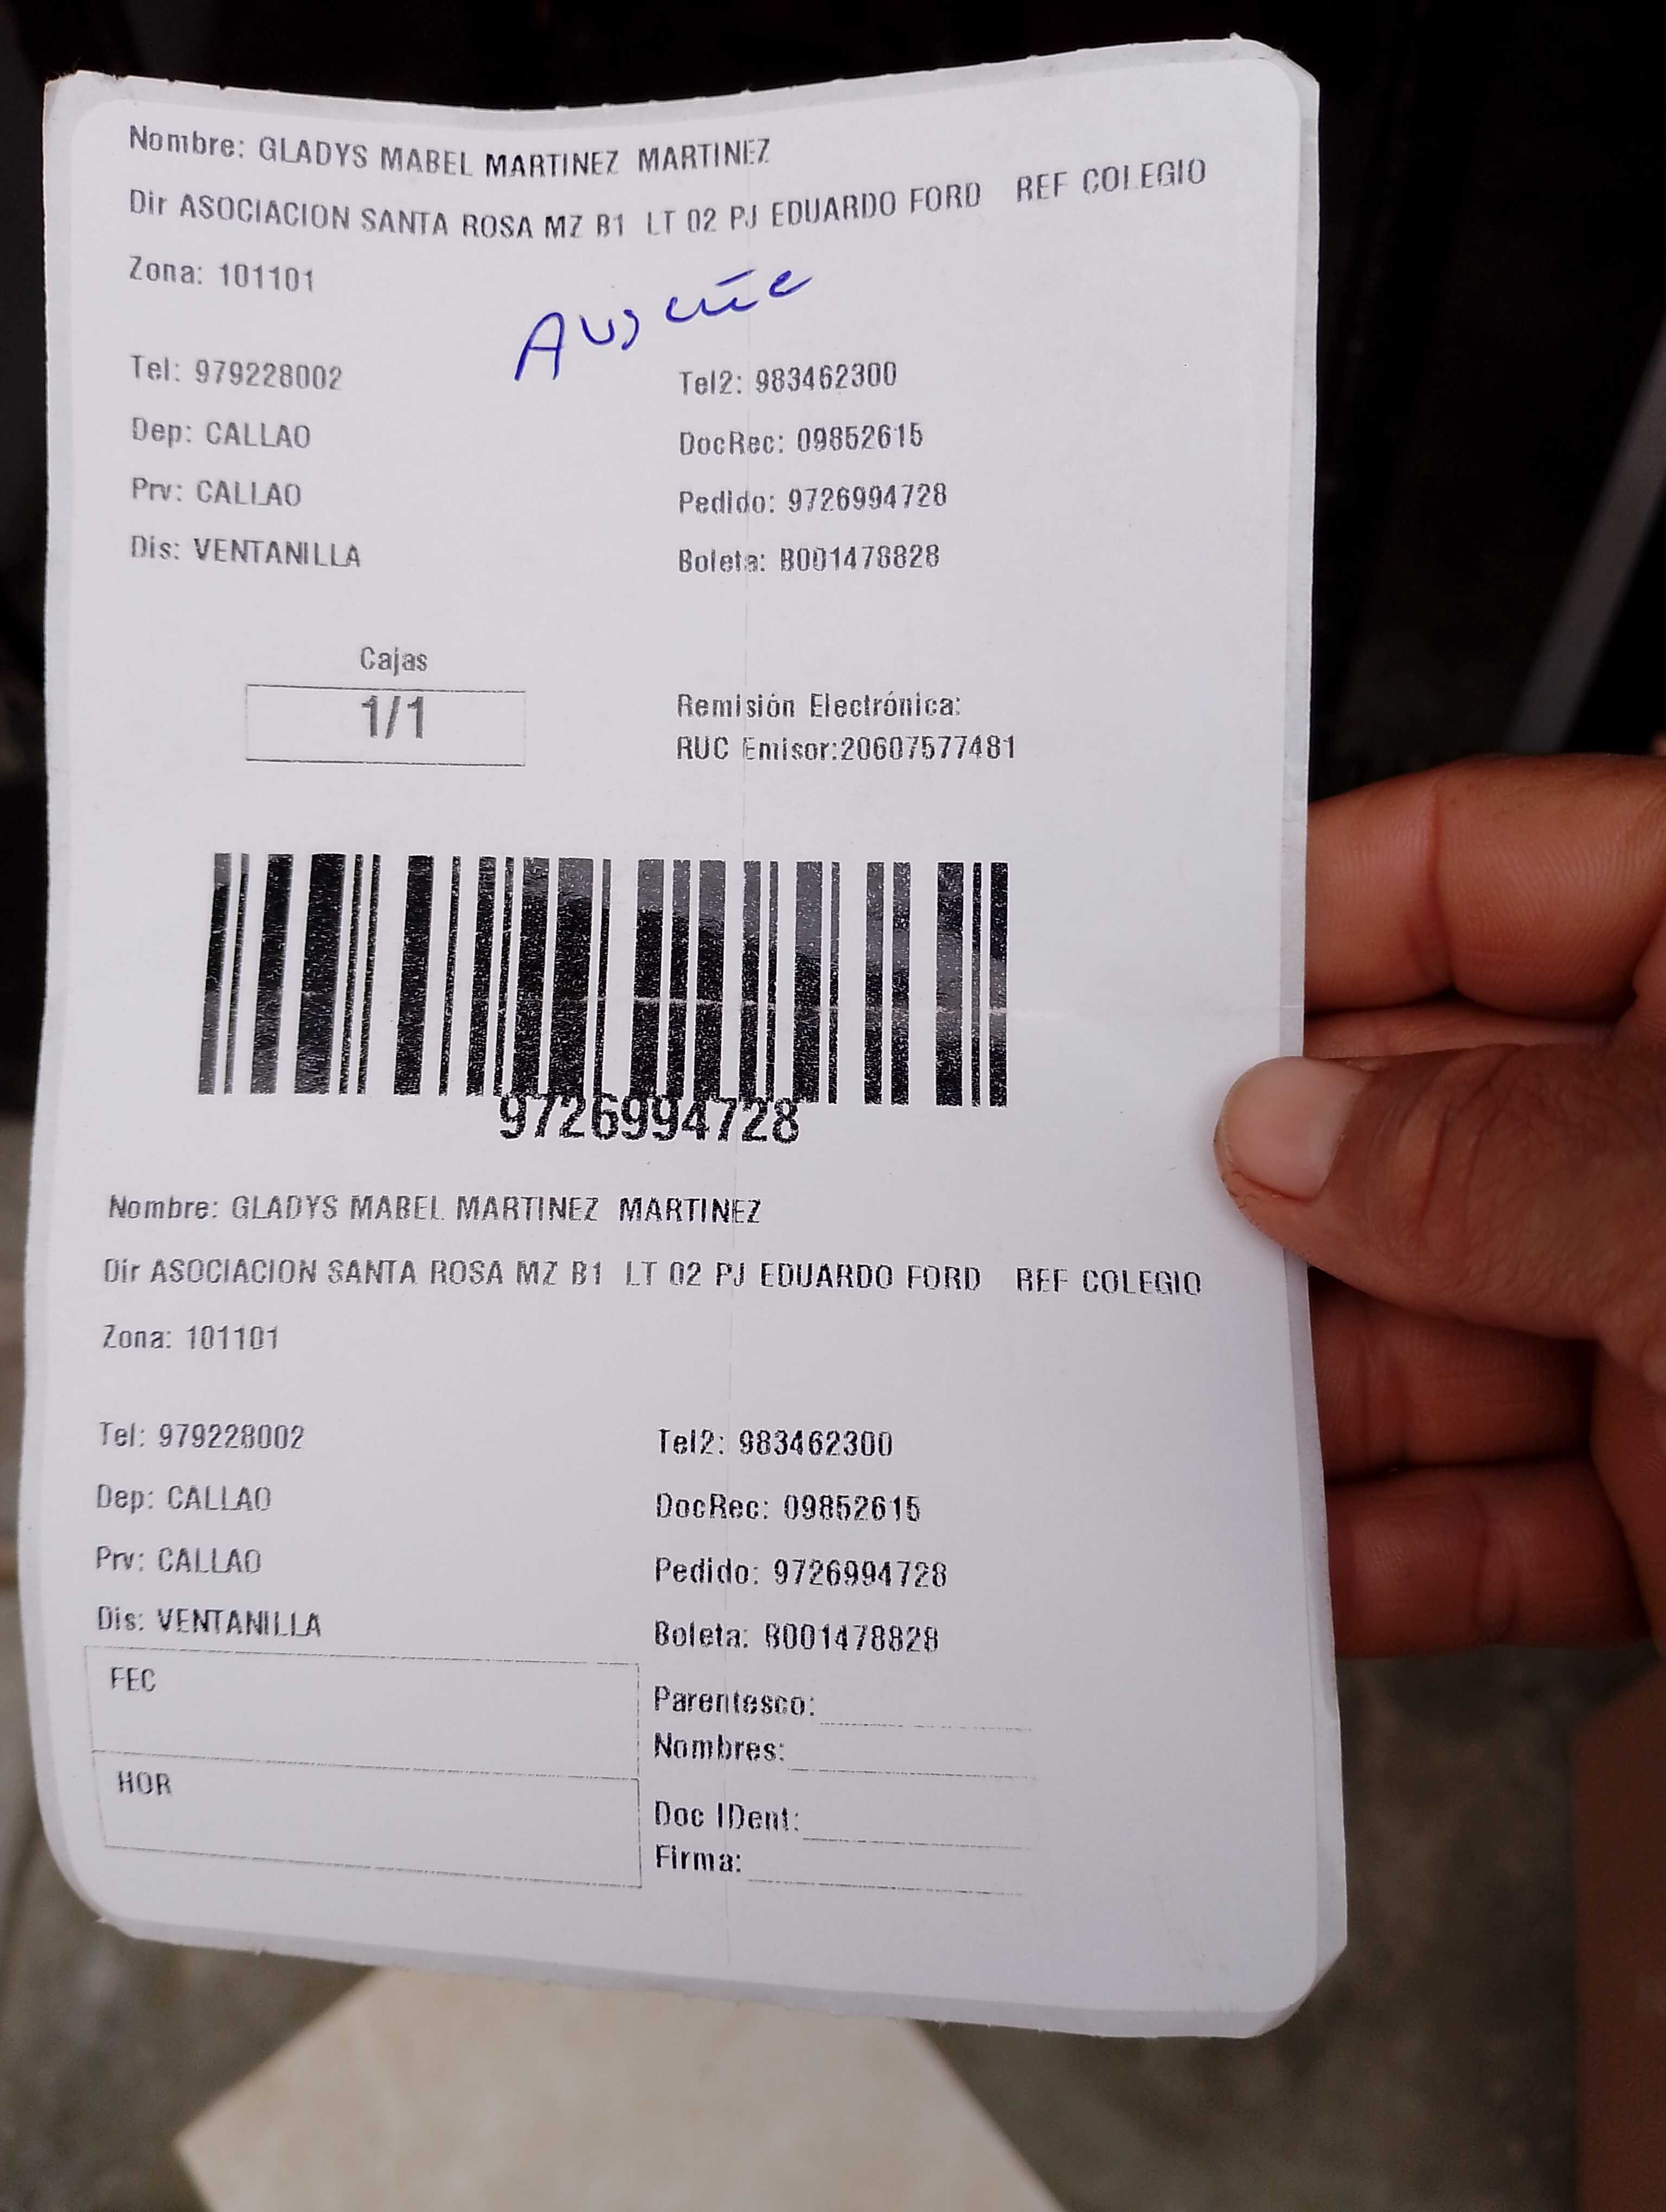 Nombre: GLADYS MABEL MARTINEZ MARTINEZ
Dir ASOCIACION SANTA ROSA MZ B1 LT 02 PJ EDUARDO FORD REF COLEGIO
Zona: 101101
Ausente
Tel: 979228002 Tel2: 983462300
Dep: CALLAO DocRec: 09852615
Prv: CALLAO Pedido: 9726994728
Dis: VENTANILLA Boleta: B001478828
Cajas
1/1
Remisión Electrónica:
RUC Emisor:20607577481
9726994728
Nombre: GLADYS MABEL MARTINEZ MARTINEZ
Dir ASOCIACION SANTA ROSA MZ B1 LT 02 PJ EDUARDO FORD REF COLEGIO
Zona: 101101
Tel: 979228002 Tel2: 983462300
Dep: CALLAO DocRec: 09852615
Prv: CALLAO Pedido: 9726994728
Dis: VENTANILLA Boleta: B001478828
FEC
Parentesco:
Nombres:
HOR
Doc IDent:
Firma: